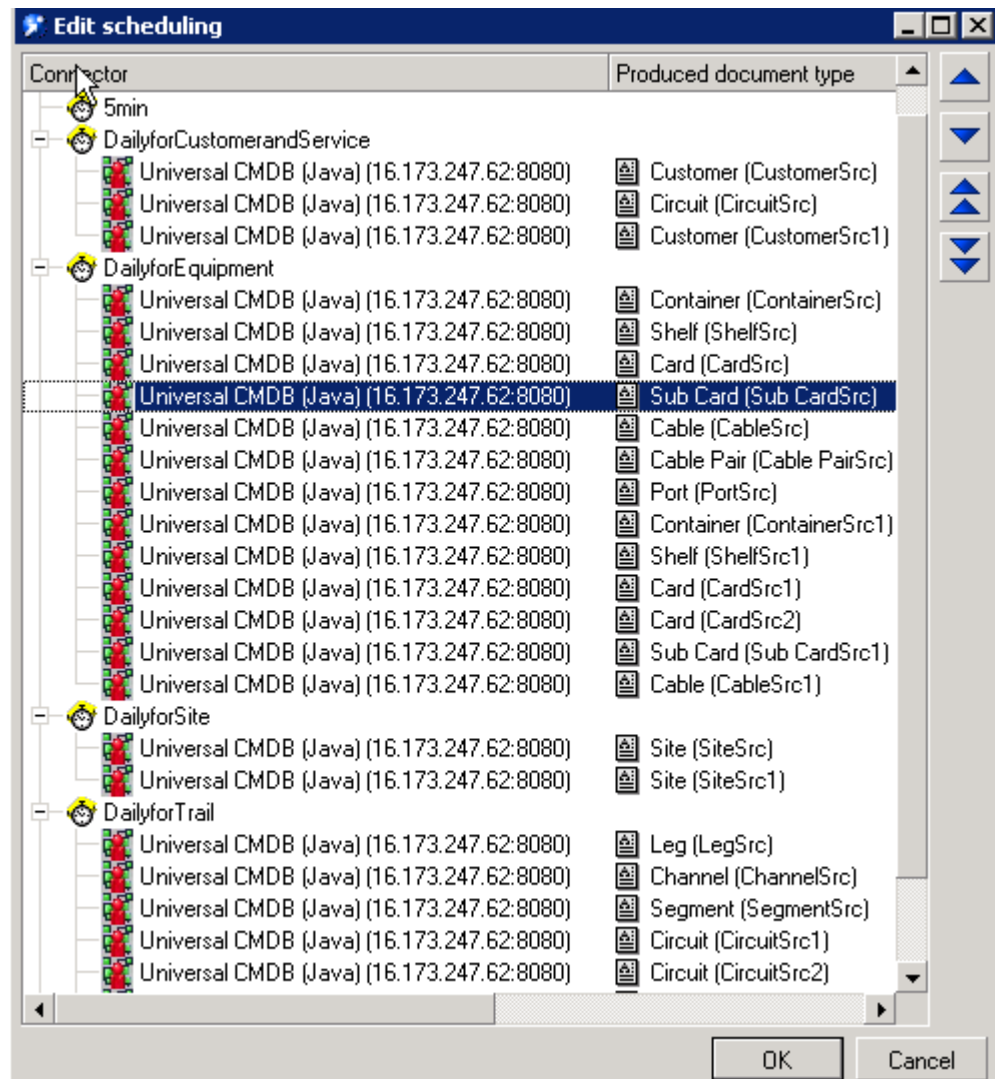 Edit scheduling
Connector Produced document type
5min
DailyforCustomerandService
Universal CMDB (Java) (16.173.247.62:8080) Customer (CustomerSrc)
Universal CMDB (Java) (16.173.247.62:8080) Circuit (CircuitSrc)
Universal CMDB (Java) (16.173.247.62:8080) Customer (CustomerSrc1)
DailyforEquipment
Universal CMDB (Java) (16.173.247.62:8080) Container (ContainerSrc)
Universal CMDB (Java) (16.173.247.62:8080) Shelf (ShelfSrc)
Universal CMDB (Java) (16.173.247.62:8080) Card (CardSrc)
Universal CMDB (Java) (16.173.247.62:8080) Sub Card (Sub CardSrc)
Universal CMDB (Java) (16.173.247.62:8080) Cable (CableSrc)
Universal CMDB (Java) (16.173.247.62:8080) Cable Pair (Cable PairSrc)
Universal CMDB (Java) (16.173.247.62:8080) Port (PortSrc)
Universal CMDB (Java) (16.173.247.62:8080) Container (ContainerSrc1)
Universal CMDB (Java) (16.173.247.62:8080) Shelf (ShelfSrc1)
Universal CMDB (Java) (16.173.247.62:8080) Card (CardSrc1)
Universal CMDB (Java) (16.173.247.62:8080) Card (CardSrc2)
Universal CMDB (Java) (16.173.247.62:8080) Sub Card (Sub CardSrc1)
Universal CMDB (Java) (16.173.247.62:8080) Cable (CableSrc1)
DailyforSite
Universal CMDB (Java) (16.173.247.62:8080) Site (SiteSrc)
Universal CMDB (Java) (16.173.247.62:8080) Site (SiteSrc1)
DailyforTrail
Universal CMDB (Java) (16.173.247.62:8080) Leg (LegSrc)
Universal CMDB (Java) (16.173.247.62:8080) Channel (ChannelSrc)
Universal CMDB (Java) (16.173.247.62:8080) Segment (SegmentSrc)
Universal CMDB (Java) (16.173.247.62:8080) Circuit (CircuitSrc1)
Universal CMDB (Java) (16.173.247.62:8080) Circuit (CircuitSrc2)
OK Cancel